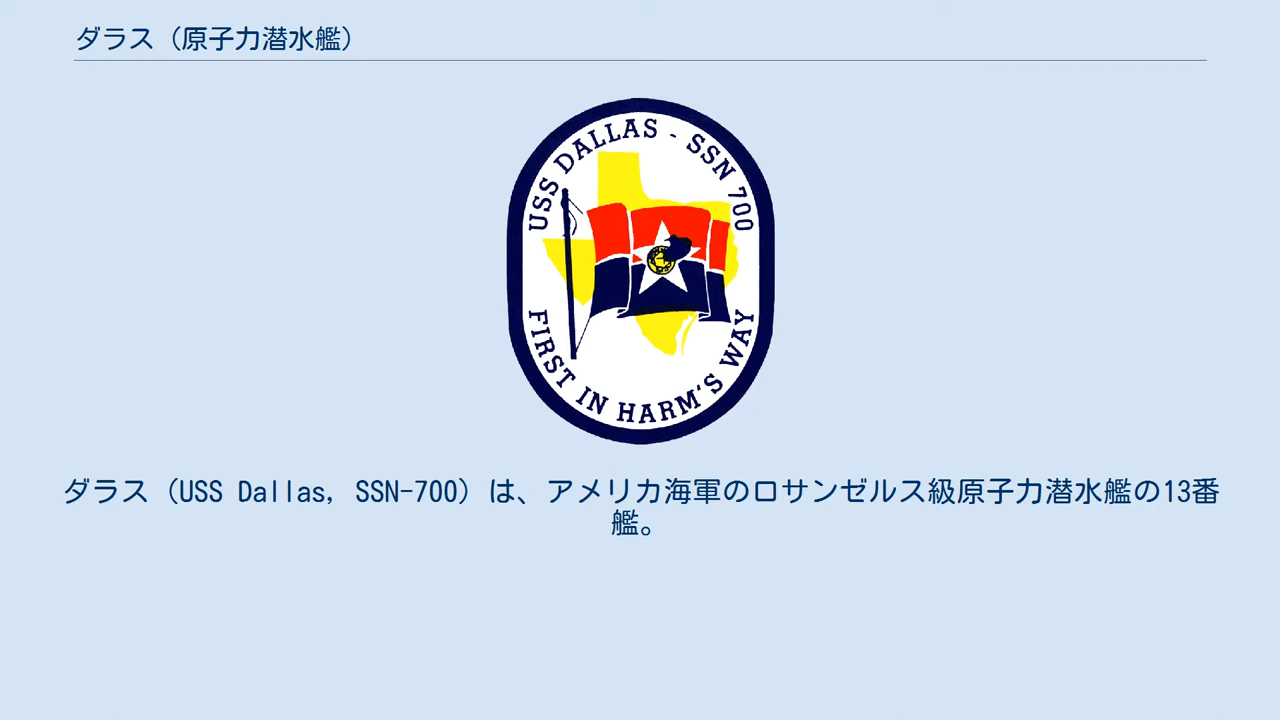 ダラス（原子力潜水艦）
USS DALLAS - SSN 700
FIRST IN HARM'S WAY
ダラス（USS Dallas, SSN-700）は、アメリカ海軍のロサンゼルス級原子力潜水艦の13番
艦。